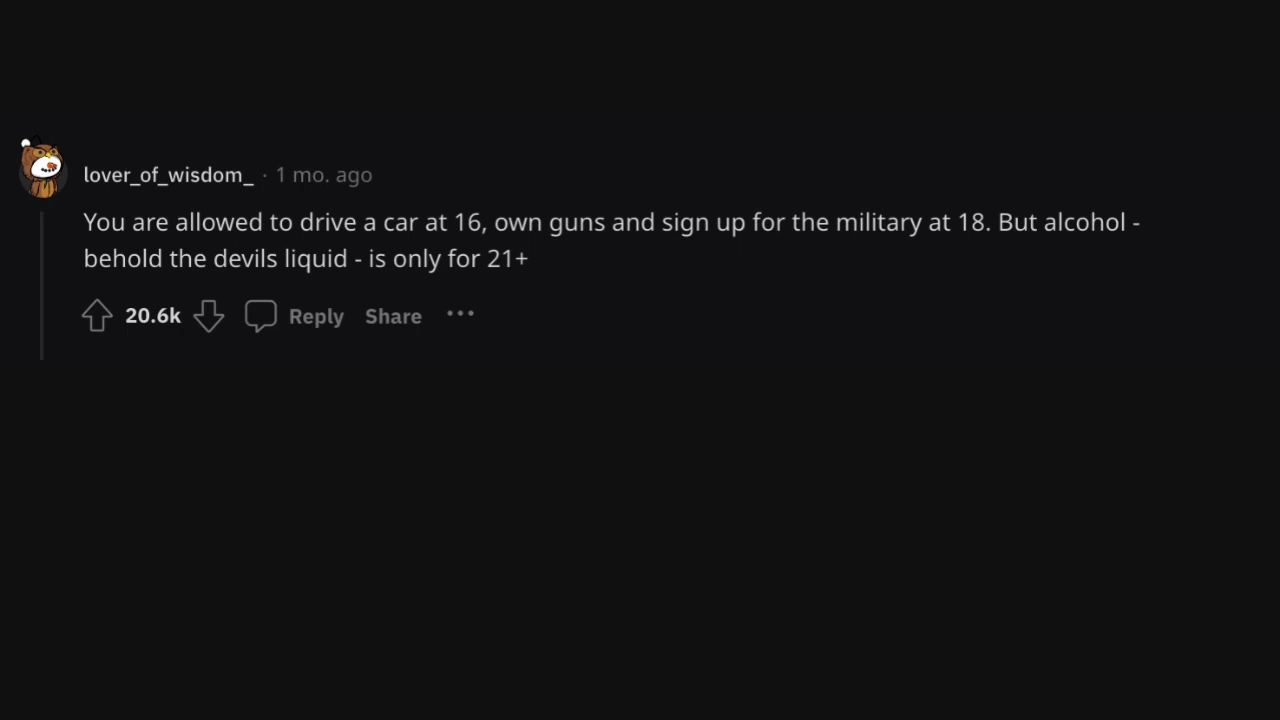 lover_of_wisdom_ · 1 mo. ago
You are allowed to drive a car at 16, own guns and sign up for the military at 18. But alcohol -
behold the devils liquid - is only for 21+
20.6k Reply Share ···